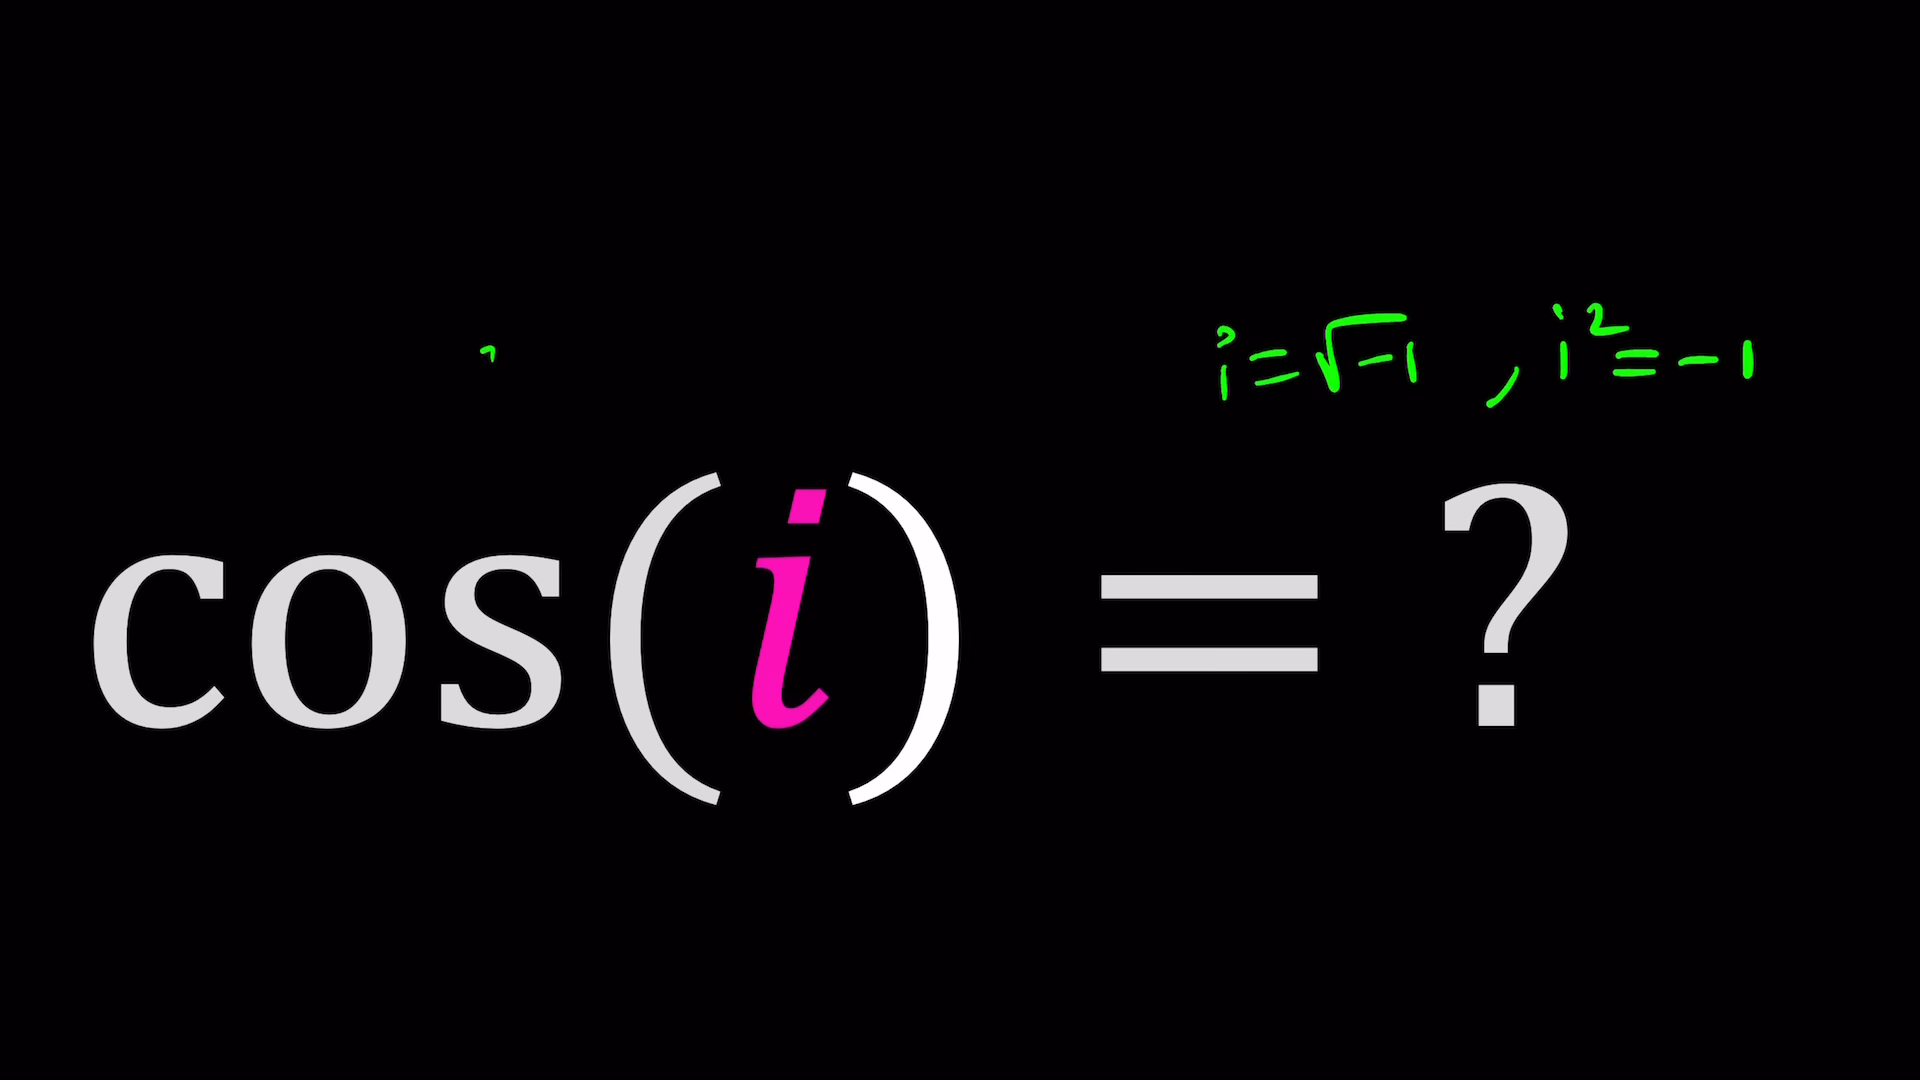 i=√-1 , i²=-1
cos(i) = ?